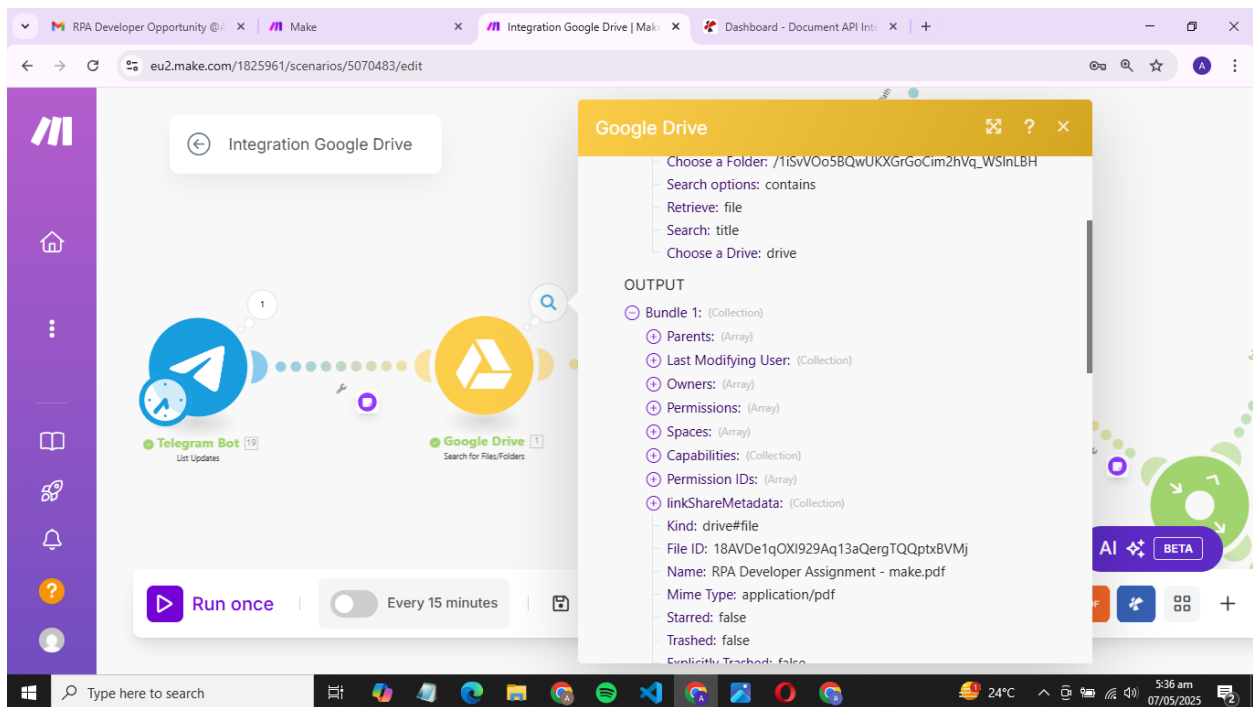 RPA Developer Opportunity @A
Make
Integration Google Drive | Make
Dashboard - Document API Inte
eu2.make.com/1825961/scenarios/5070483/edit
A
Integration Google Drive
Google Drive
?
Choose a Folder: /1iSvVOo5BQwUKXGrGoCim2hVq_WSlnLBH
Search options: contains
Retrieve: file
Search: title
Choose a Drive: drive
OUTPUT
Bundle 1: (Collection)
Parents: (Array)
Last Modifying User: (Collection)
Owners: (Array)
Permissions: (Array)
Spaces: (Array)
Capabilities: (Collection)
Permission IDs: (Array)
linkShareMetadata: (Collection)
Kind: drive#file
File ID: 18AVDe1qOXI929Aq13aQergTQQptxBVMj
Name: RPA Developer Assignment - make.pdf
Mime Type: application/pdf
Starred: false
Trashed: false
Explicitly Trashed: false
1
Telegram Bot 19
List Updates
Google Drive 1
Search for Files/Folders
AI BETA
?
Run once
Every 15 minutes
Type here to search
24°C
5:36 am
07/05/2025
2